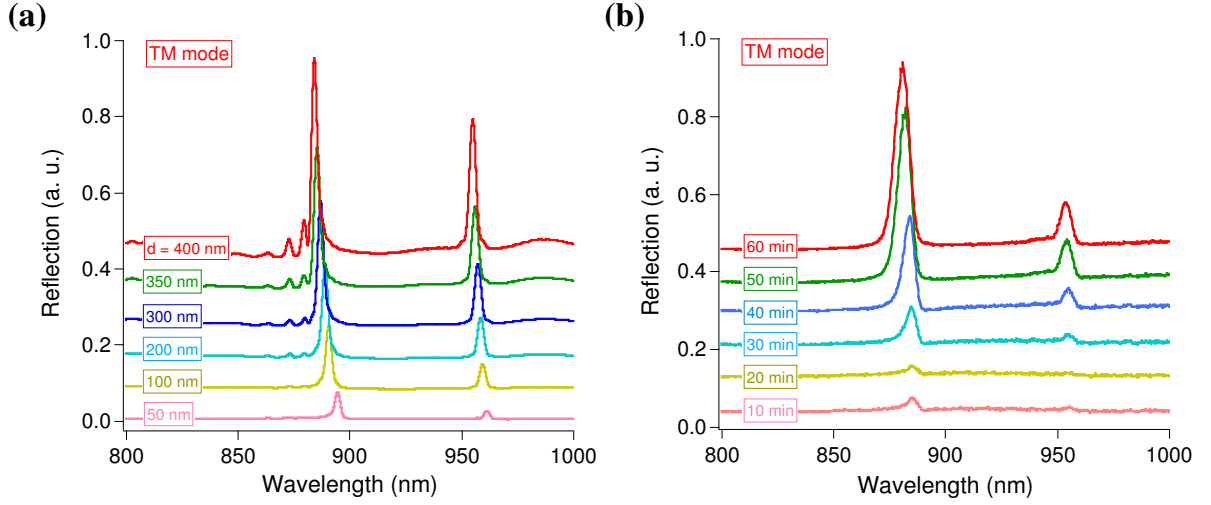 (a)
TM mode
Reflection (a. u.)
1.0
0.8
0.6
0.4
0.2
0.0
d = 400 nm
350 nm
300 nm
200 nm
100 nm
50 nm
800
850
900
950
1000
Wavelength (nm)
(b)
TM mode
Reflection (a. u.)
1.0
0.8
0.6
0.4
0.2
0.0
60 min
50 min
40 min
30 min
20 min
10 min
800
850
900
950
1000
Wavelength (nm)